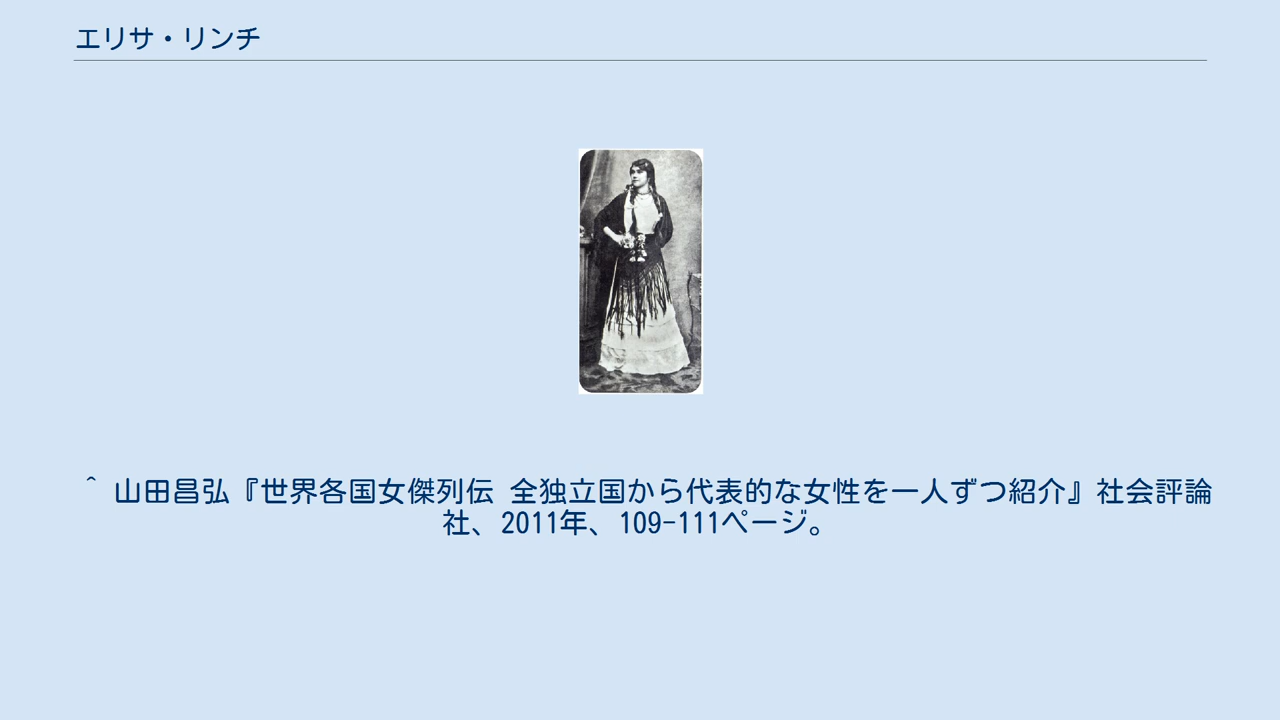 エリサ・リンチ
^ 山田昌弘『世界各国女傑列伝 全独立国から代表的な女性を一人ずつ紹介』社会評論
社、2011年、109-111ページ。